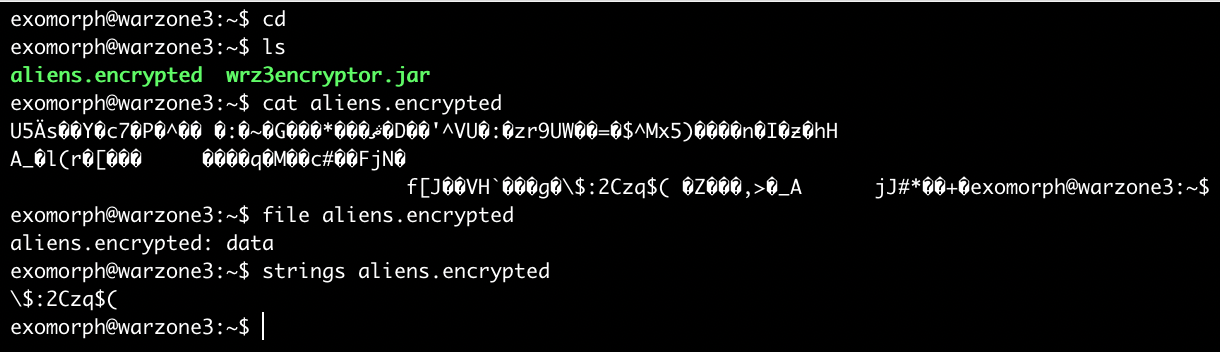 exomorph@warzone3:~$ cd
exomorph@warzone3:~$ ls
aliens.encrypted  wrz3encryptor.jar
exomorph@warzone3:~$ cat aliens.encrypted
U5Äs��Y�c7�P�^�� �:�~�G���*���ۻ�D��'^VU�:�zr9UW��=�$^Mx5)����n�I�ƶ�hH
A_�l(r�[���     ����q�M��c#��FjN�
f[J��VH`���g�\$:2Czq$( �Z���,>�_A      jJ#*��+�exomorph@warzone3:~$
exomorph@warzone3:~$ file aliens.encrypted
aliens.encrypted: data
exomorph@warzone3:~$ strings aliens.encrypted
\$:2Czq$(
exomorph@warzone3:~$